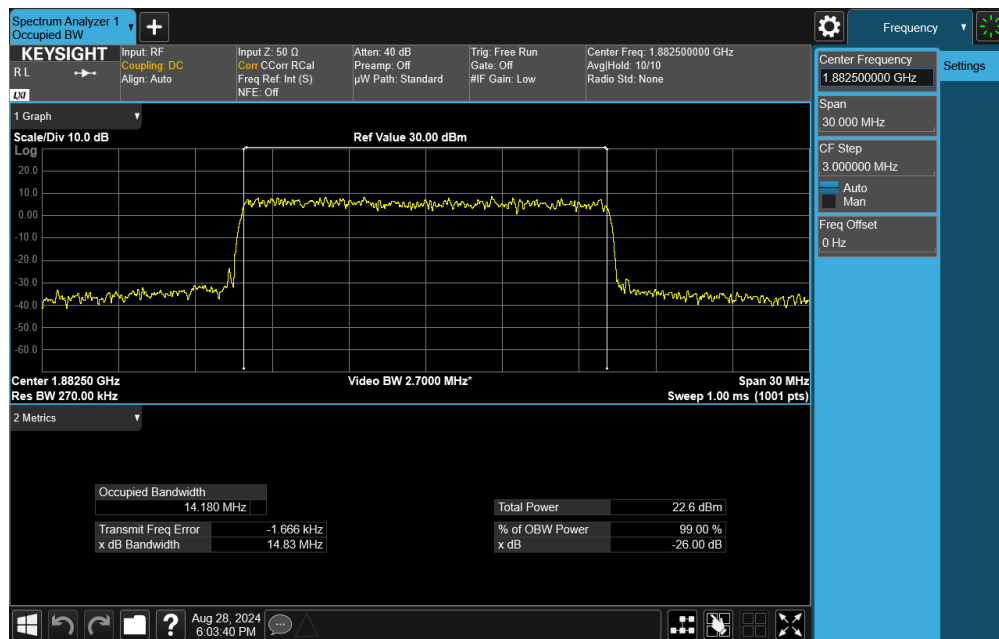 Spectrum Analyzer 1
Occupied BW
Frequency
KEYSIGHT
R L
LXI
Input: RF
Coupling: DC
Align: Auto
Input Z: 50 Ω
Corr CCorr RCal
Freq Ref: Int (S)
NFE: Off
Atten: 40 dB
Preamp: Off
µW Path: Standard
Trig: Free Run
Gate: Off
#IF Gain: Low
Center Freq: 1.882500000 GHz
Avg|Hold: 10/10
Radio Std: None
Center Frequency
1.882500000 GHz
Settings
Span
30.000 MHz
CF Step
3.000000 MHz
Auto
Man
Freq Offset
0 Hz
1 Graph
Scale/Div 10.0 dB
Ref Value 30.00 dBm
Log
20.0
10.0
0.00
-10.0
-20.0
-30.0
-40.0
-50.0
-60.0
Center 1.88250 GHz
Video BW 2.7000 MHz*
Span 30 MHz
Res BW 270.00 kHz
Sweep 1.00 ms (1001 pts)
2 Metrics
Occupied Bandwidth
14.180 MHz
Total Power 22.6 dBm
Transmit Freq Error -1.666 kHz
% of OBW Power 99.00 %
x dB Bandwidth 14.83 MHz
x dB -26.00 dB
?
Aug 28, 2024
6:03:40 PM